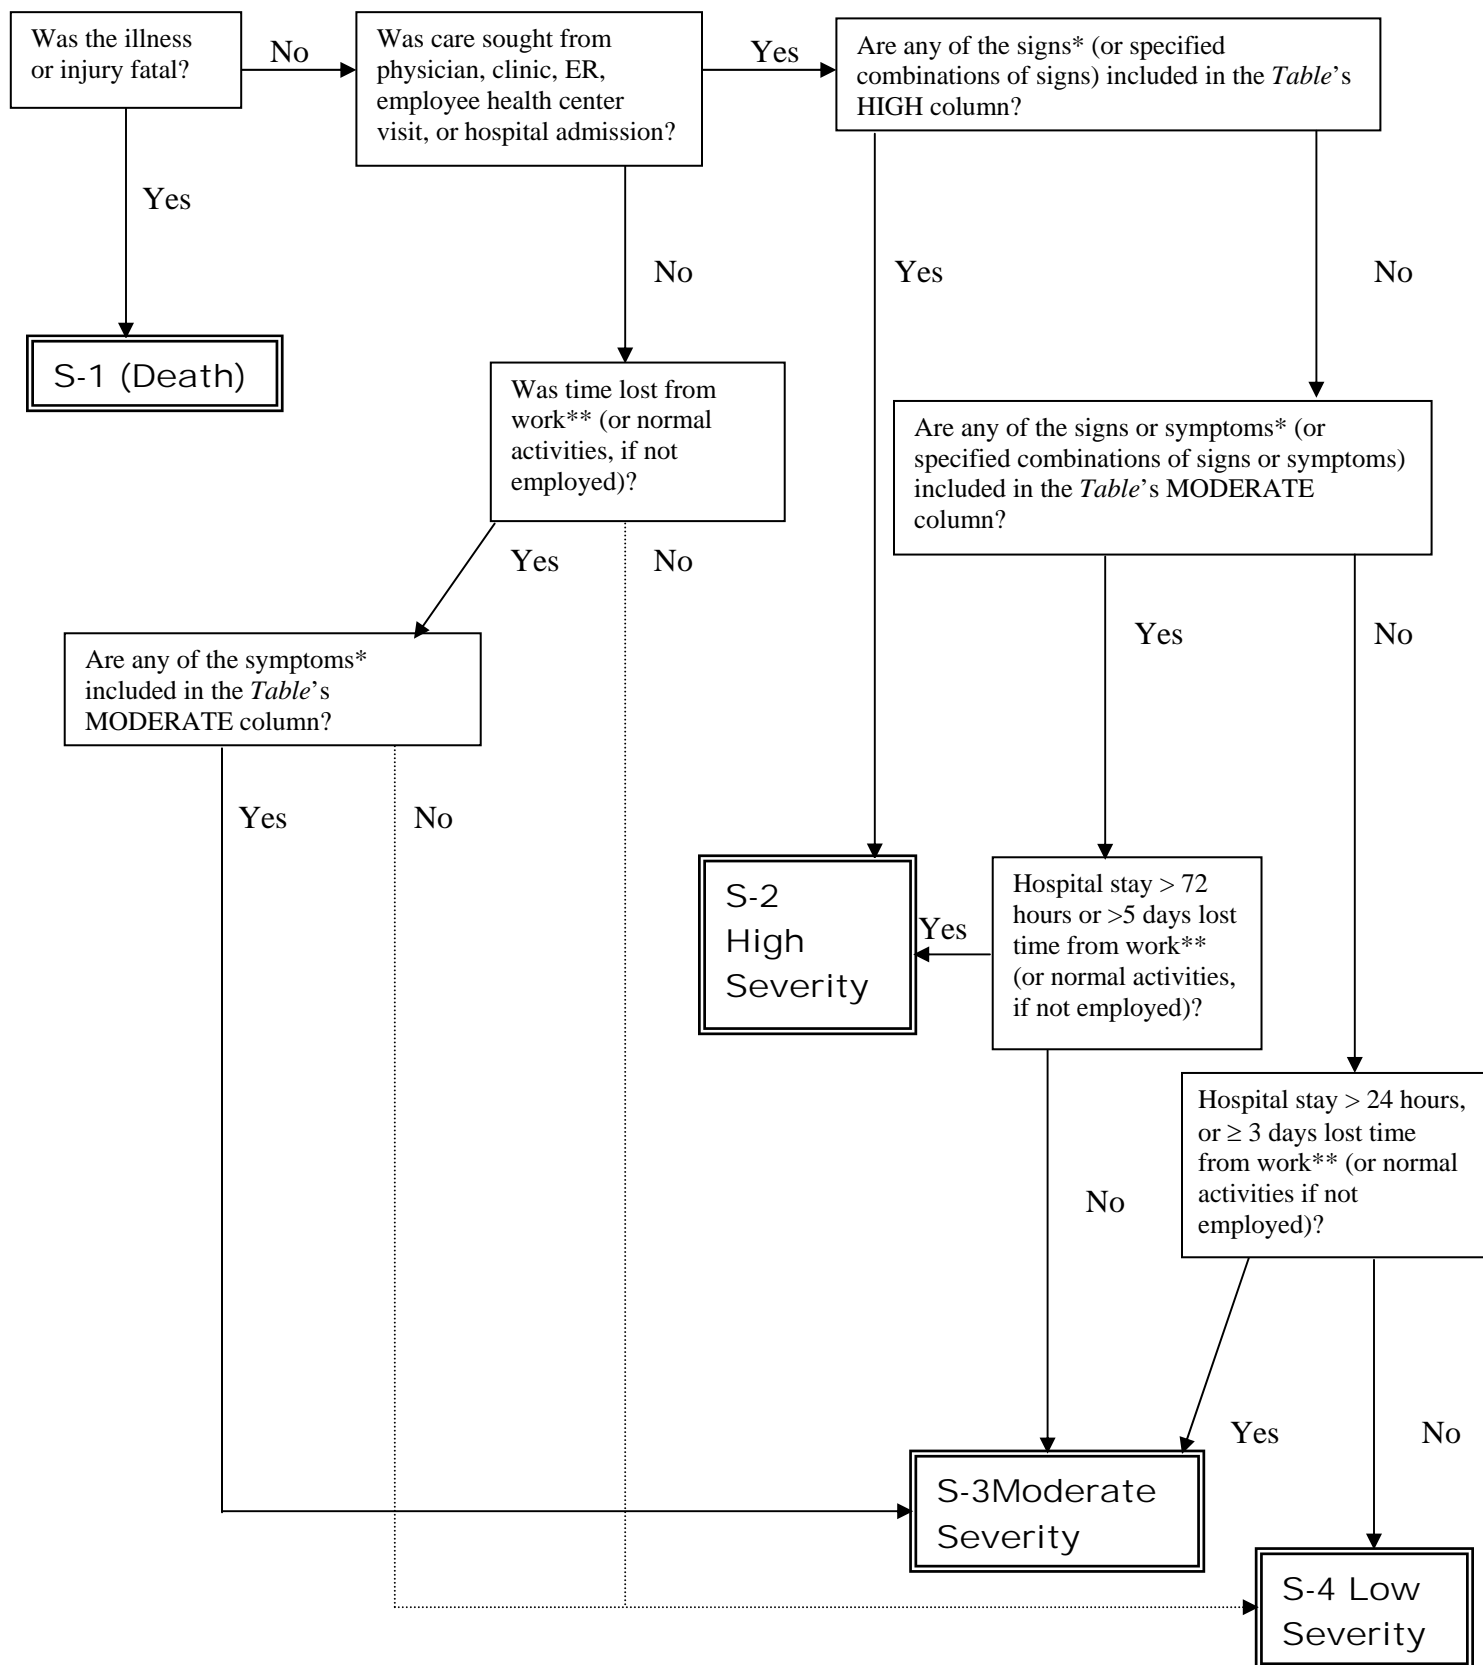 Was the illness
or injury fatal?
No
Was care sought from
physician, clinic, ER,
employee health center
visit, or hospital admission?
Yes
Are any of the signs* (or specified
combinations of signs) included in the Table's
HIGH column?
Yes
No
Yes
No
S-1 (Death)
Was time lost from
work** (or normal
activities, if not
employed)?
Are any of the signs or symptoms* (or
specified combinations of signs or symptoms)
included in the Table's MODERATE
column?
Yes
No
Yes
No
Are any of the symptoms*
included in the Table's
MODERATE column?
Yes
No
S-2
High
Severity
Yes
Hospital stay > 72
hours or >5 days lost
time from work**
(or normal activities,
if not employed)?
Hospital stay > 24 hours,
or ≥ 3 days lost time
from work** (or normal
activities if not
employed)?
No
Yes
No
S-3Moderate
Severity
S-4 Low
Severity